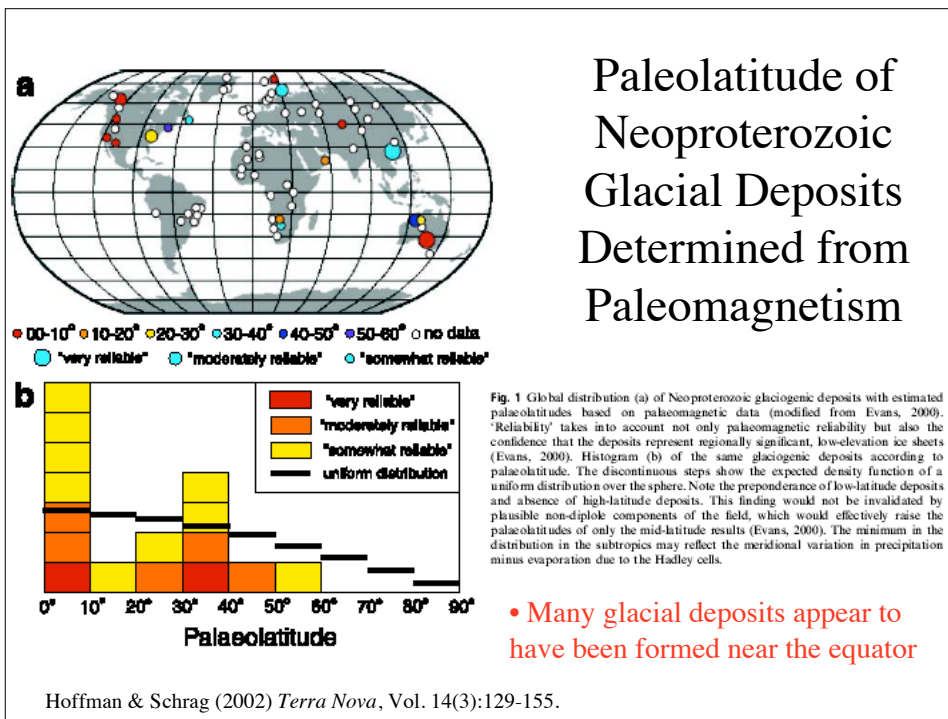 Paleolatitude of
Neoproterozoic
Glacial Deposits
Determined from
Paleomagnetism
a
00-10° 10-20° 20-30° 30-40° 40-50° 50-60° no data
"very reliable" "moderately reliable" "somewhat reliable"
b
"very reliable"
"moderately reliable"
"somewhat reliable"
uniform distribution
0° 10° 20° 30° 40° 50° 60° 70° 80° 90°
Palaeolatitude
Fig. 1 Global distribution (a) of Neoproterozoic glaciogenic deposits with estimated
palaeolatitudes based on palaeomagnetic data (modified from Evans, 2000).
'Reliability' takes into account not only palaeomagnetic reliability but also the
confidence that the deposits represent regionally significant, low-elevation ice sheets
(Evans, 2000). Histogram (b) of the same glaciogenic deposits according to
palaeolatitude. The discontinuous steps show the expected density function of a
uniform distribution over the sphere. Note the preponderance of low-latitude deposits
and absence of high-latitude deposits. This finding would not be invalidated by
plausible non-diplole components of the field, which would effectively raise the
palaeolatitudes of only the mid-latitude results (Evans, 2000). The minimum in the
distribution in the subtropics may reflect the meridional variation in precipitation
minus evaporation due to the Hadley cells.
• Many glacial deposits appear to
have been formed near the equator
Hoffman & Schrag (2002) Terra Nova, Vol. 14(3):129-155.